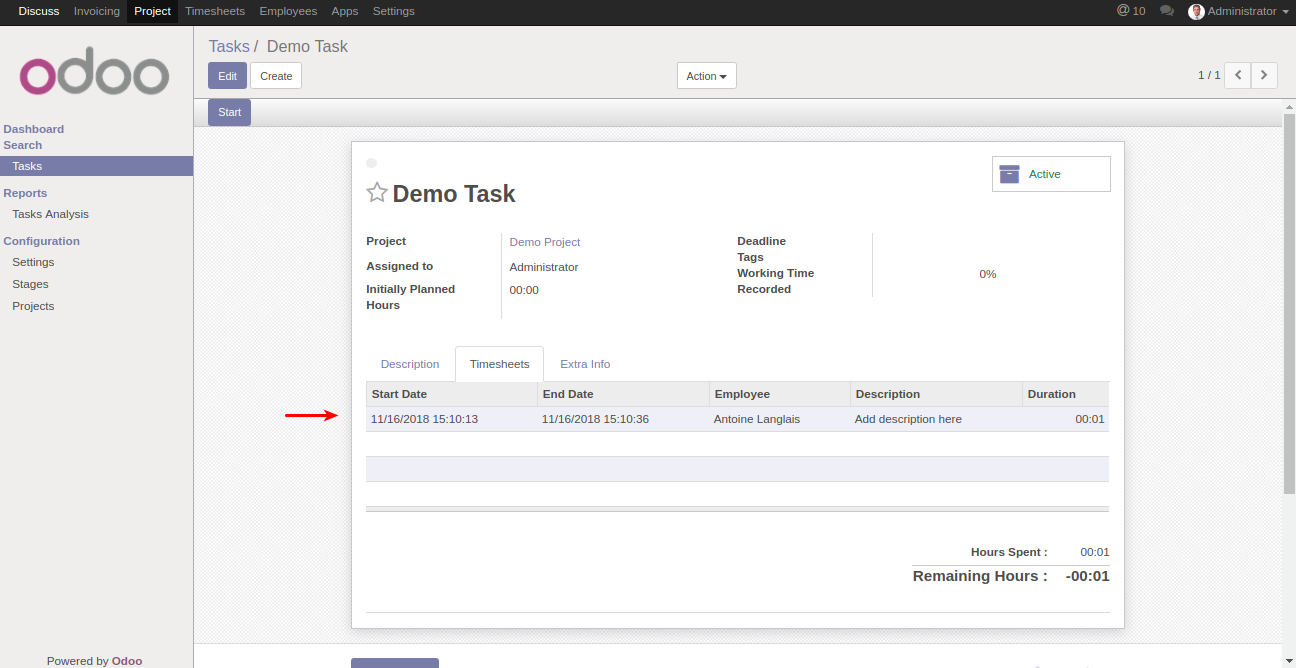 Discuss Invoicing Project Timesheets Employees Apps Settings @ 10 Administrator
odoo
Tasks / Demo Task
Edit Create Action 1 / 1
Start
Dashboard
Search
Tasks
Reports
Tasks Analysis
Configuration
Settings
Stages
Projects
Active
Demo Task
Project Demo Project
Assigned to Administrator
Initially Planned Hours 00:00
Deadline
Tags
Working Time Recorded 0%
Description Timesheets Extra Info
Start Date End Date Employee Description Duration
11/16/2018 15:10:13 11/16/2018 15:10:36 Antoine Langlais Add description here 00:01
Hours Spent : 00:01
Remaining Hours : -00:01
Powered by Odoo